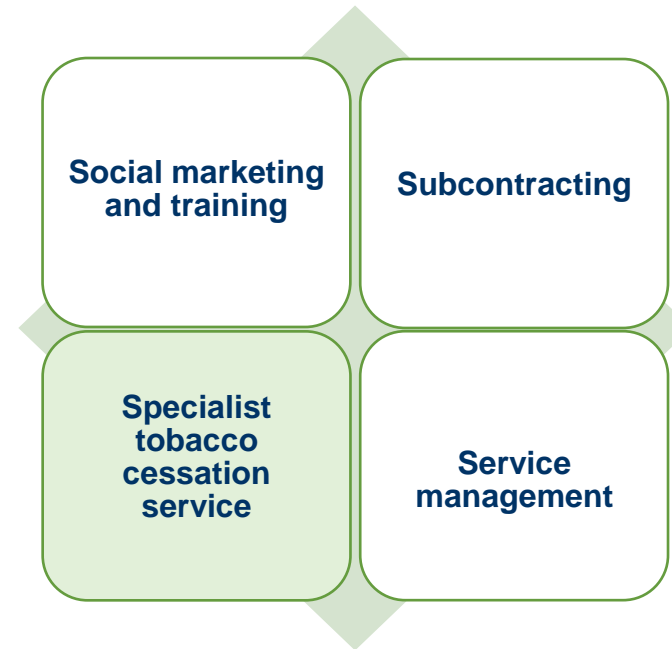 Social marketing
and training
Subcontracting
Specialist
tobacco
cessation
service
Service
management